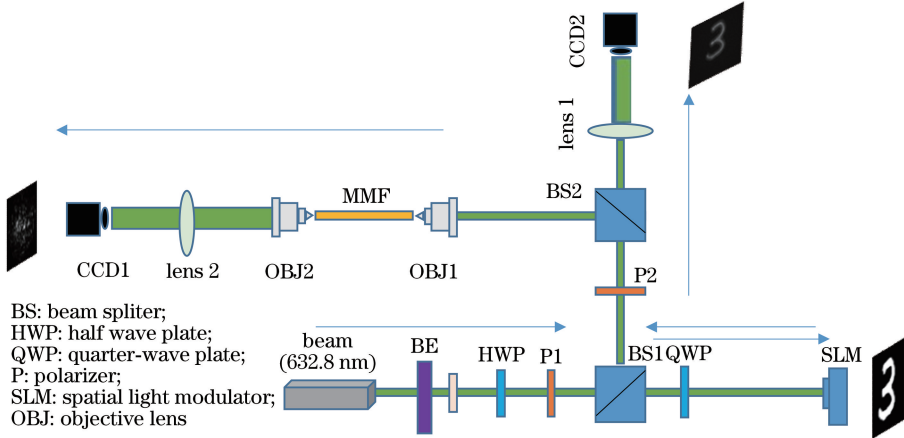 CCD2
3
lens 1
BS2
MMF
CCD1
lens 2
OBJ2
OBJ1
P2
BS: beam spliter;
HWP: half wave plate;
QWP: quarter-wave plate;
P: polarizer;
SLM: spatial light modulator;
OBJ: objective lens
beam
(632.8 nm)
BE
HWP
P1
BS1
QWP
SLM
3